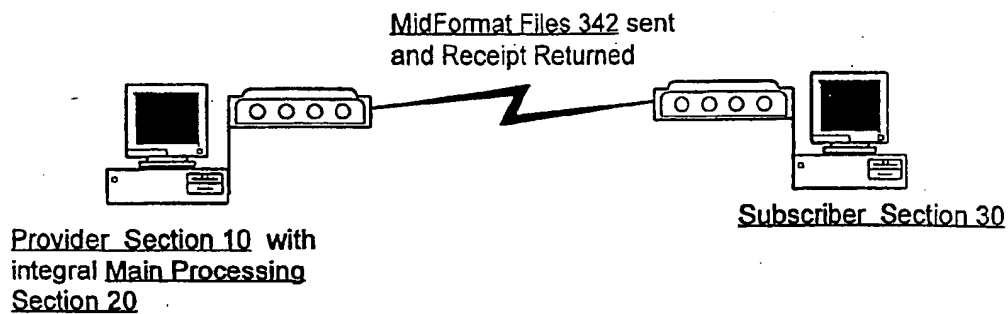 MidFormat Files 342 sent
and Receipt Returned
Subscriber Section 30
Provider Section 10 with
integral Main Processing
Section 20